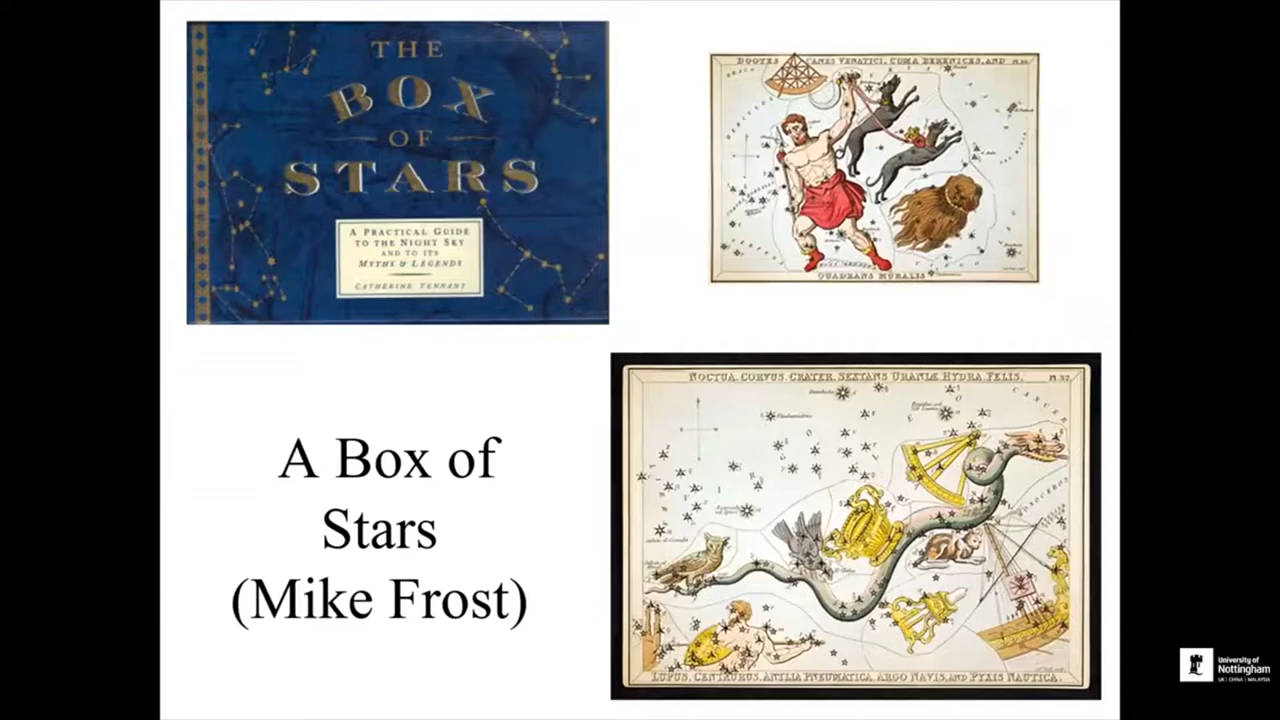 THE
BOX
OF
STARS
A PRACTICAL GUIDE
TO THE NIGHT SKY
AND TO ITS
MYTHS & LEGENDS
CATHERINE TENNANT
BOOTES CANES VENATICI, COMA BERENICES, AND
QUADRANS MURALIS
NOCTUA, CORVUS, CRATER, SEXTANS URANIÆ, HYDRA, FELIS,
LUPUS, CENTAURUS, ANTLIA PNEUMATICA, ARGO NAVIS, AND PYXIS NAUTICA.
A Box of
Stars
(Mike Frost)
University of
Nottingham
UK | CHINA | MALAYSIA